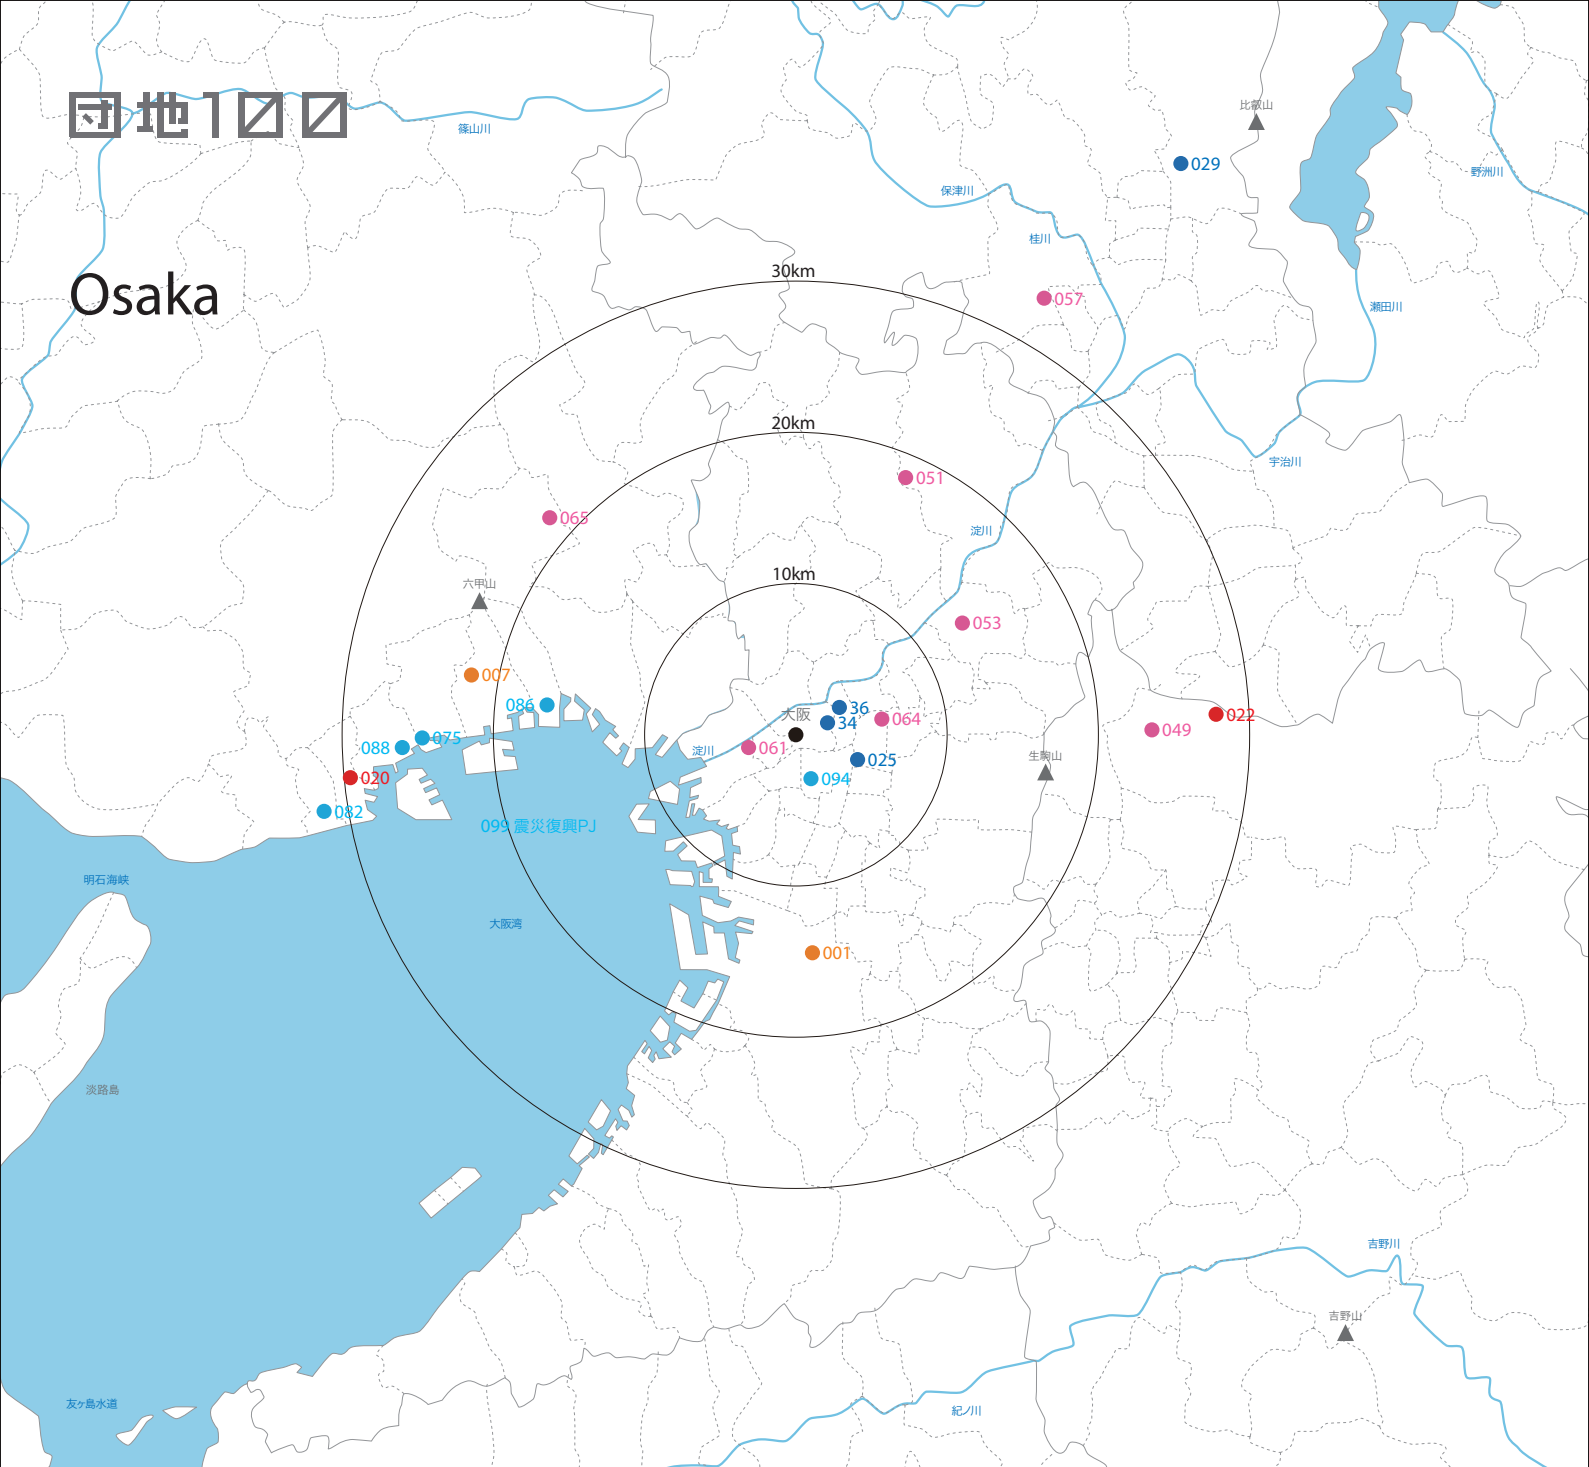 団地100
比叡山
篠山川
029
野洲川
保津川
桂川
30km
Osaka
057
瀬田川
20km
宇治川
051
065
淀川
10km
六甲山
053
007
086
大阪
36
064
022
34
049
075
088
061
淀川
025
生駒山
020
094
082
099 震災復興PJ
明石海峡
大阪湾
001
淡路島
吉野川
吉野山
友ヶ島水道
紀ノ川